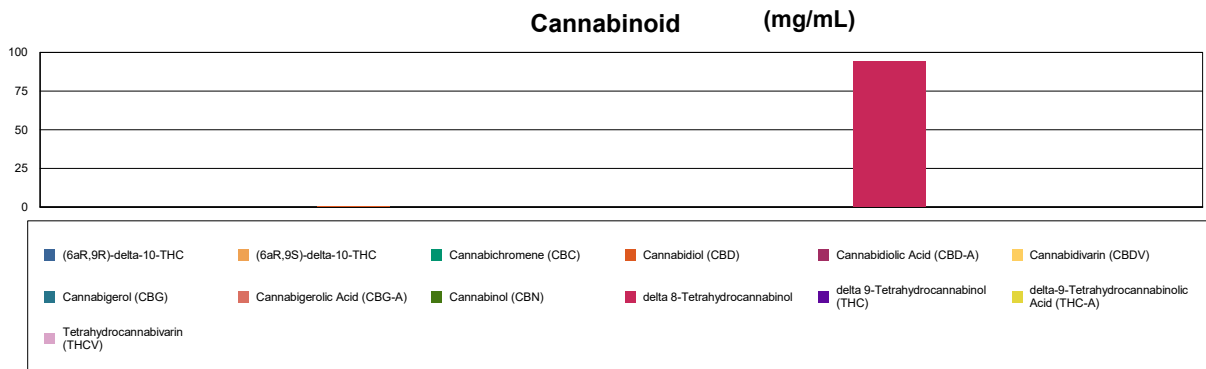 Cannabinoid (mg/mL)
100
75
50
25
0
(6aR,9R)-delta-10-THC
(6aR,9S)-delta-10-THC
Cannabichromene (CBC)
Cannabidiol (CBD)
Cannabidiolic Acid (CBD-A)
Cannabidivarin (CBDV)
Cannabigerol (CBG)
Cannabigerolic Acid (CBG-A)
Cannabinol (CBN)
delta 8-Tetrahydrocannabinol
delta 9-Tetrahydrocannabinol
(THC)
delta-9-Tetrahydrocannabinolic
Acid (THC-A)
Tetrahydrocannabivarin
(THCV)